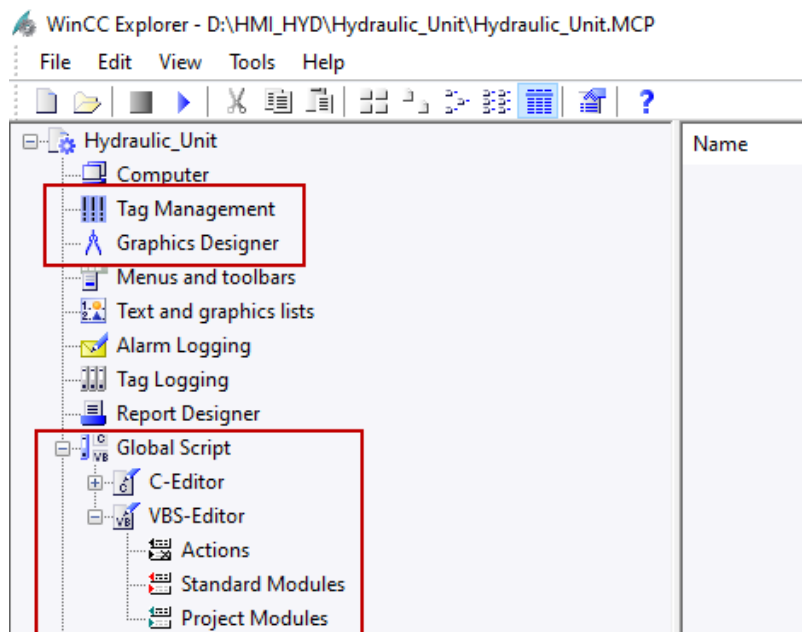 WinCC Explorer - D:\HMI_HYD\Hydraulic_Unit\Hydraulic_Unit.MCP
File Edit View Tools Help
Hydraulic_Unit
Name
Computer
Tag Management
Graphics Designer
Menus and toolbars
Text and graphics lists
Alarm Logging
Tag Logging
Report Designer
Global Script
C-Editor
VBS-Editor
Actions
Standard Modules
Project Modules